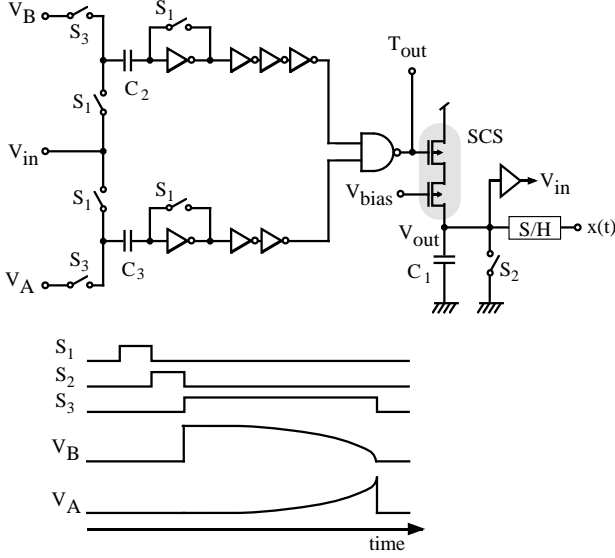 V_B
S_3
S_1
C_2
S_1
V_in
S_1
S_1
C_3
V_A
S_3
T_out
SCS
V_bias
V_in
V_out
S/H
x(t)
C_1
S_2
S_1
S_2
S_3
V_B
V_A
time